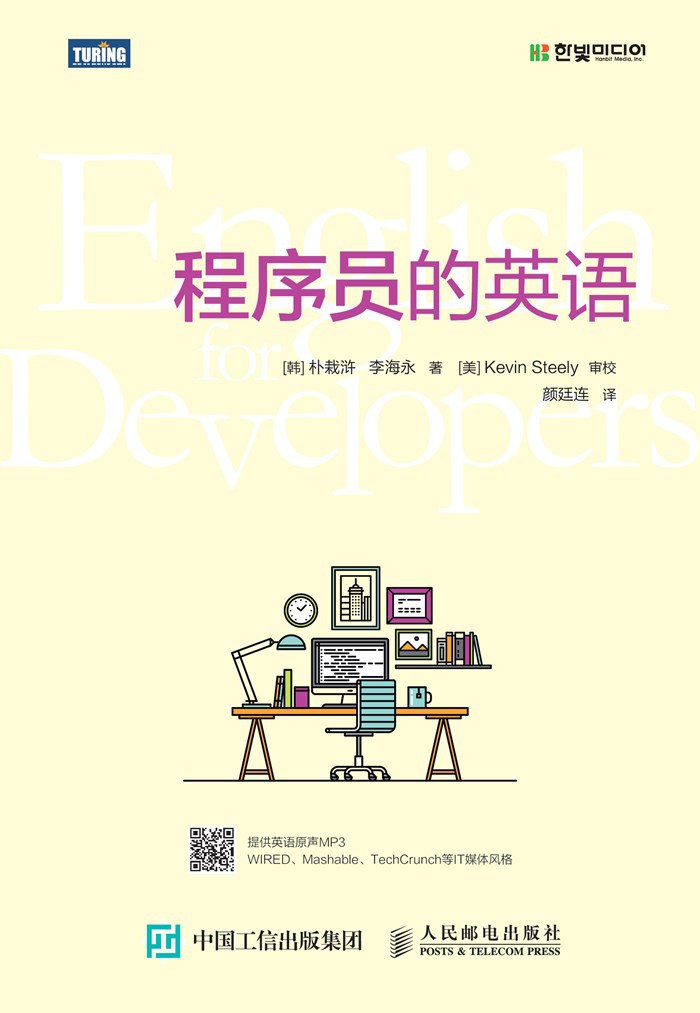 TURING
한빛미디어
Hanbit Media, Inc.
English
程序员的英语
for
[韩] 朴栽浒 李海永 著 [美] Kevin Steely 审校
颜廷连 译
Developers
提供英语原声MP3
WIRED、Mashable、TechCrunch等IT媒体风格
中国工信出版集团
人民邮电出版社
POSTS & TELECOM PRESS